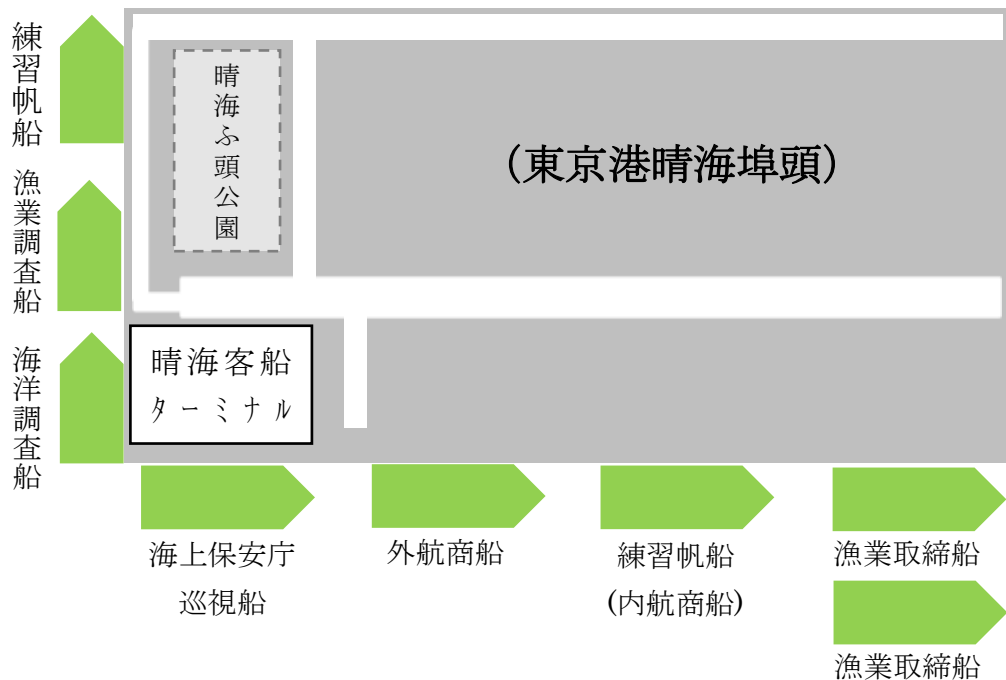 練習帆船
漁業調査船
海洋調査船
晴海ふ頭公園
(東京港晴海埠頭)
晴海客船
ターミナル
海上保安庁
巡視船
外航商船
練習帆船
(内航商船)
漁業取締船
漁業取締船